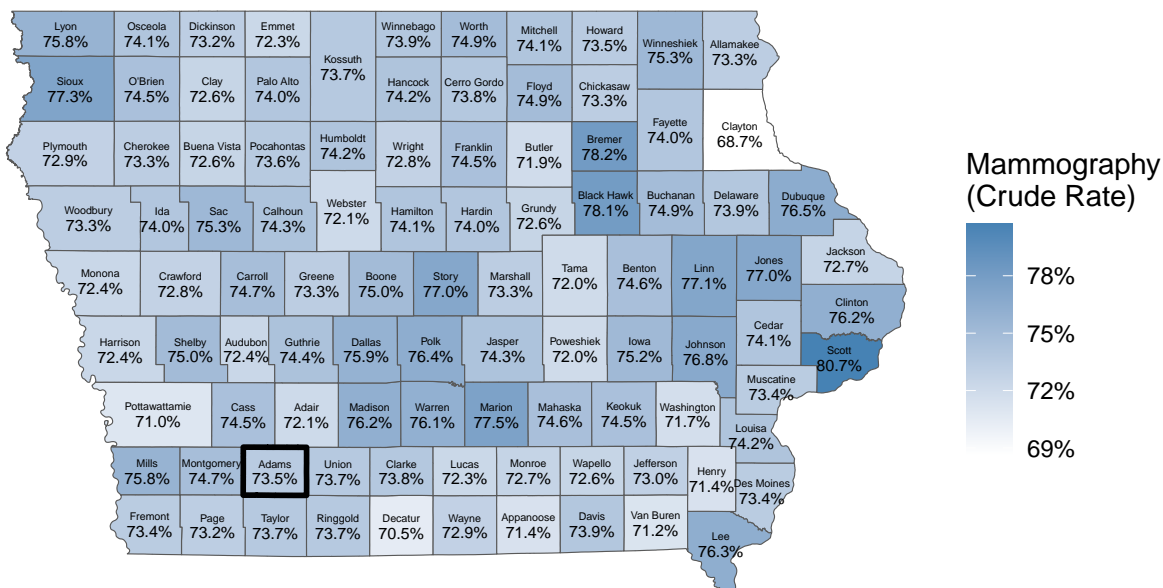 Lyon
75.8%
Osceola
74.1%
Dickinson
73.2%
Emmet
72.3%
Kossuth
73.7%
Winnebago
73.9%
Worth
74.9%
Mitchell
74.1%
Howard
73.5%
Winneshiek
75.3%
Allamakee
73.3%
Sioux
77.3%
O'Brien
74.5%
Clay
72.6%
Palo Alto
74.0%
Hancock
74.2%
Cerro Gordo
73.8%
Floyd
74.9%
Chickasaw
73.3%
Fayette
74.0%
Clayton
68.7%
Plymouth
72.9%
Cherokee
73.3%
Buena Vista
72.6%
Pocahontas
73.6%
Humboldt
74.2%
Wright
72.8%
Franklin
74.5%
Butler
71.9%
Bremer
78.2%
Woodbury
73.3%
Ida
74.0%
Sac
75.3%
Calhoun
74.3%
Webster
72.1%
Hamilton
74.1%
Hardin
74.0%
Grundy
72.6%
Black Hawk
78.1%
Buchanan
74.9%
Delaware
73.9%
Dubuque
76.5%
Monona
72.4%
Crawford
72.8%
Carroll
74.7%
Greene
73.3%
Boone
75.0%
Story
77.0%
Marshall
73.3%
Tama
72.0%
Benton
74.6%
Linn
77.1%
Jones
77.0%
Jackson
72.7%
Clinton
76.2%
Harrison
72.4%
Shelby
75.0%
Audubon
72.4%
Guthrie
74.4%
Dallas
75.9%
Polk
76.4%
Jasper
74.3%
Poweshiek
72.0%
Iowa
75.2%
Johnson
76.8%
Cedar
74.1%
Scott
80.7%
Muscatine
73.4%
Pottawattamie
71.0%
Cass
74.5%
Adair
72.1%
Madison
76.2%
Warren
76.1%
Marion
77.5%
Mahaska
74.6%
Keokuk
74.5%
Washington
71.7%
Louisa
74.2%
Mills
75.8%
Montgomery
74.7%
Adams
73.5%
Union
73.7%
Clarke
73.8%
Lucas
72.3%
Monroe
72.7%
Wapello
72.6%
Jefferson
73.0%
Henry
71.4%
Des Moines
73.4%
Fremont
73.4%
Page
73.2%
Taylor
73.7%
Ringgold
73.7%
Decatur
70.5%
Wayne
72.9%
Appanoose
71.4%
Davis
73.9%
Van Buren
71.2%
Lee
76.3%
Mammography
(Crude Rate)
78%
75%
72%
69%